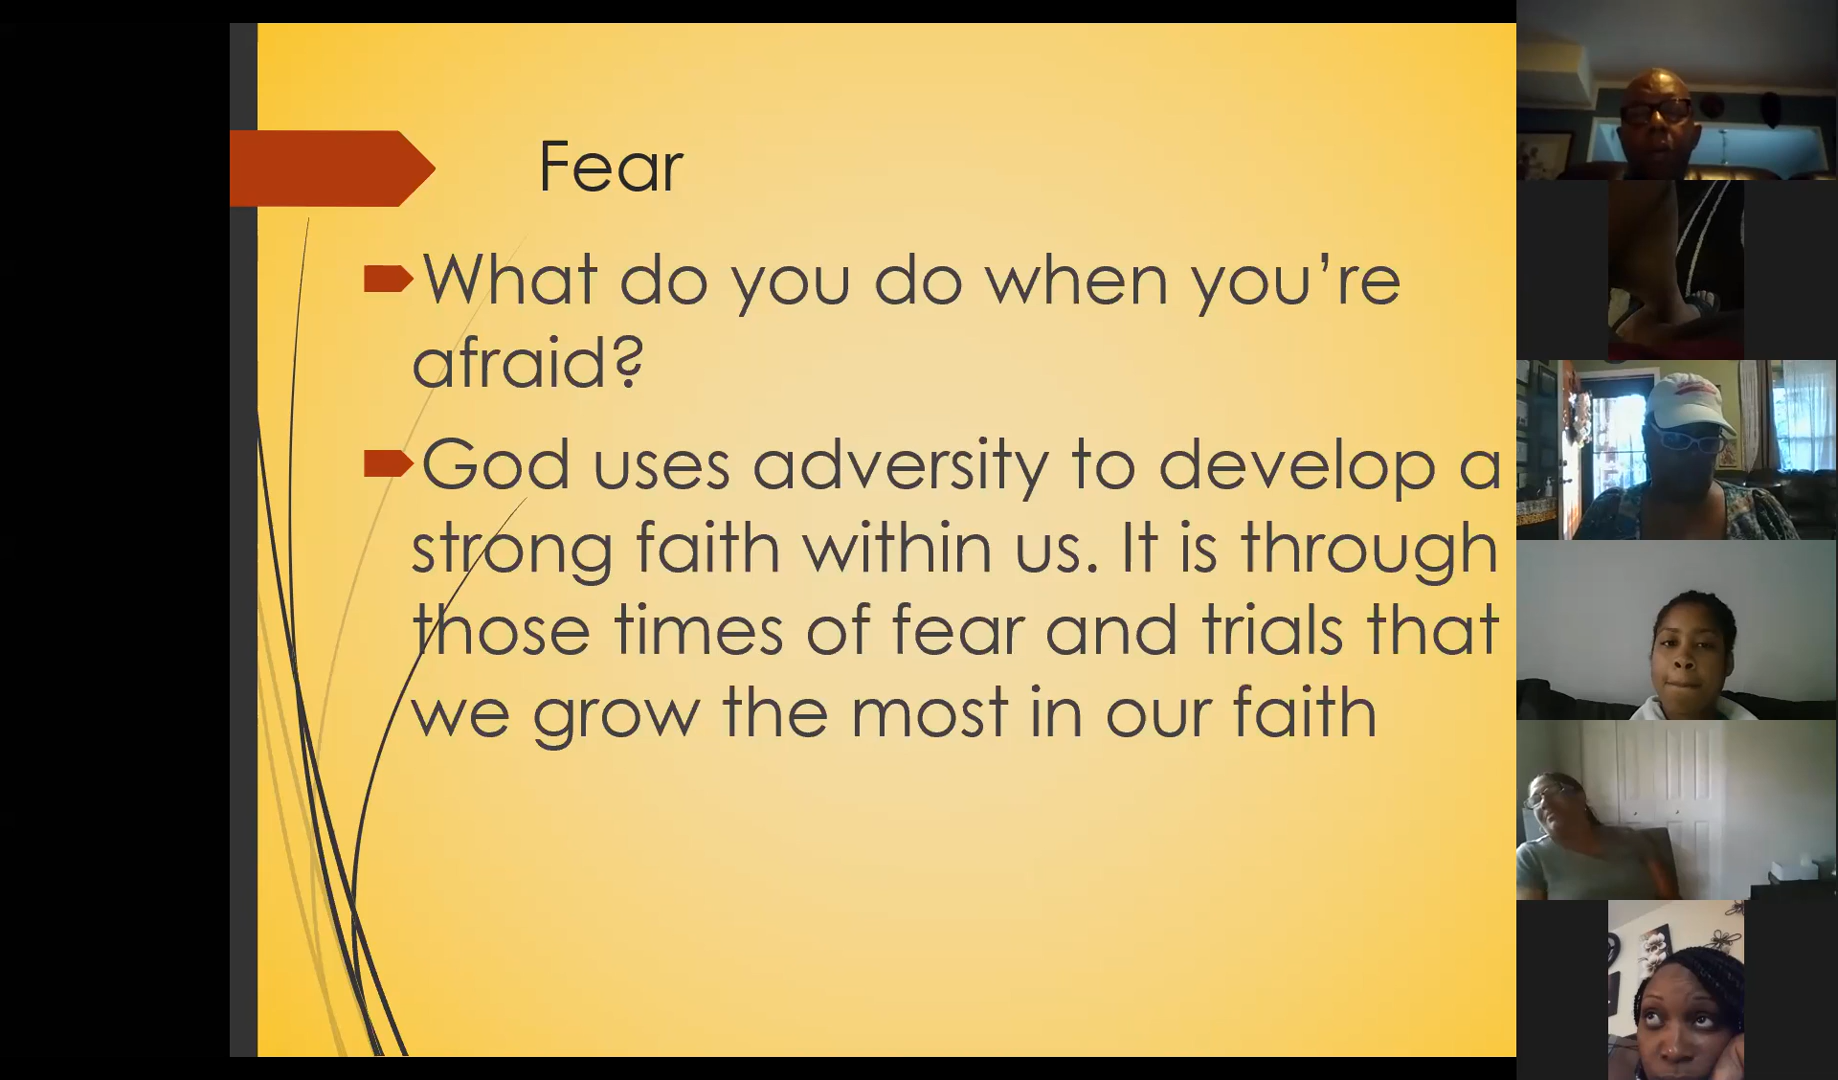 Fear
What do you do when you’re
afraid?
God uses adversity to develop a
strong faith within us. It is through
those times of fear and trials that
we grow the most in our faith